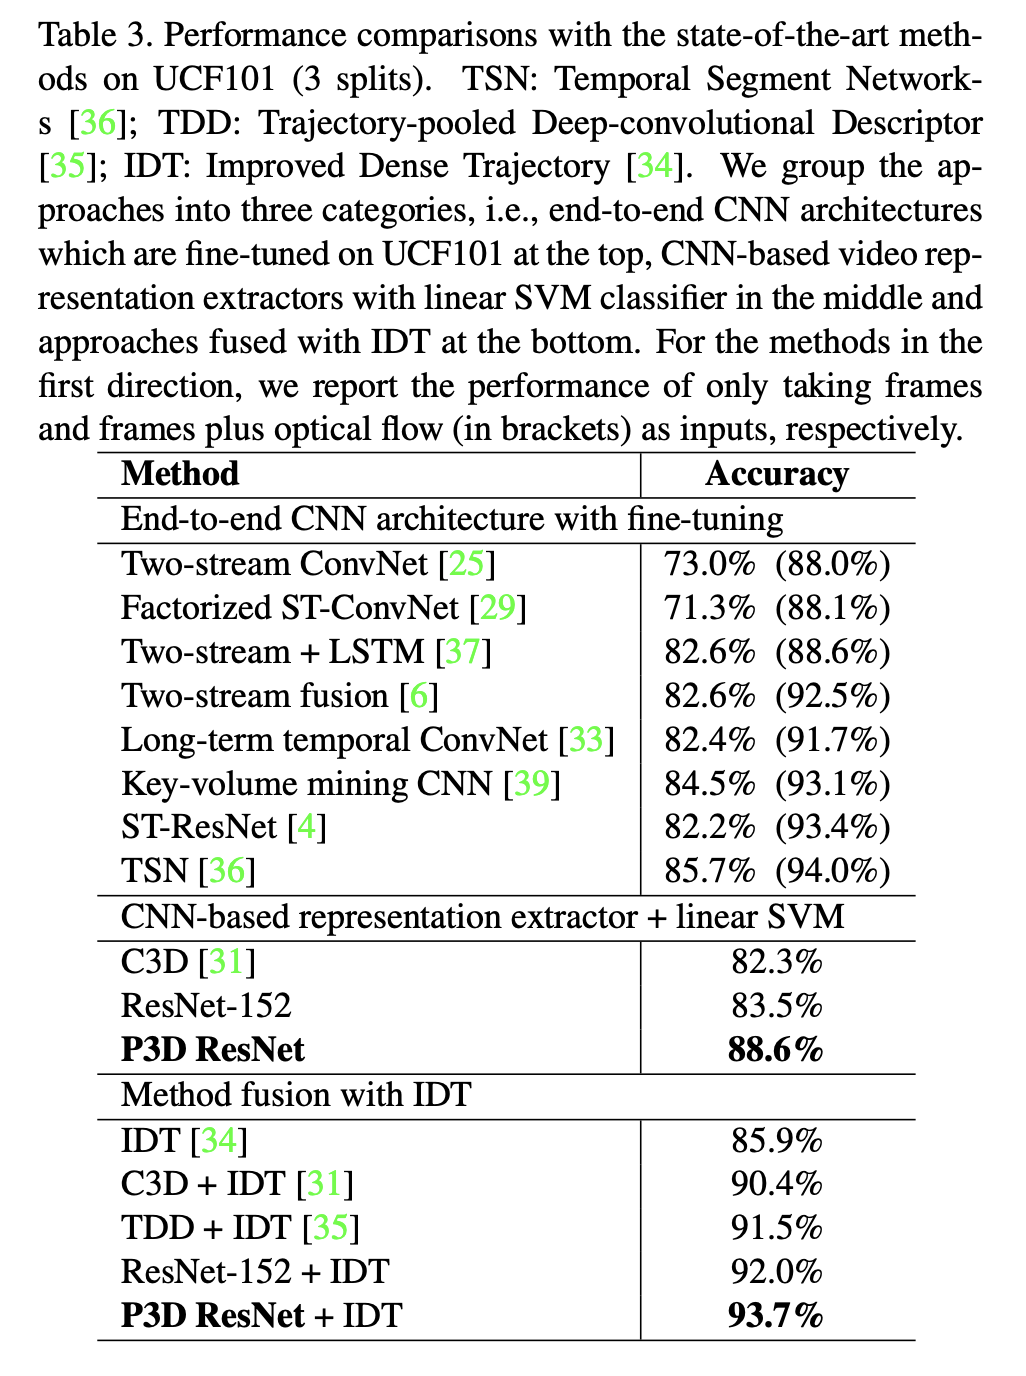 Table 3. Performance comparisons with the state-of-the-art meth-
ods on UCF101 (3 splits). TSN: Temporal Segment Network-
s [36]; TDD: Trajectory-pooled Deep-convolutional Descriptor
[35]; IDT: Improved Dense Trajectory [34]. We group the ap-
proaches into three categories, i.e., end-to-end CNN architectures
which are fine-tuned on UCF101 at the top, CNN-based video rep-
resentation extractors with linear SVM classifier in the middle and
approaches fused with IDT at the bottom. For the methods in the
first direction, we report the performance of only taking frames
and frames plus optical flow (in brackets) as inputs, respectively.
Method Accuracy
End-to-end CNN architecture with fine-tuning
Two-stream ConvNet [25] 73.0% (88.0%)
Factorized ST-ConvNet [29] 71.3% (88.1%)
Two-stream + LSTM [37] 82.6% (88.6%)
Two-stream fusion [6] 82.6% (92.5%)
Long-term temporal ConvNet [33] 82.4% (91.7%)
Key-volume mining CNN [39] 84.5% (93.1%)
ST-ResNet [4] 82.2% (93.4%)
TSN [36] 85.7% (94.0%)
CNN-based representation extractor + linear SVM
C3D [31] 82.3%
ResNet-152 83.5%
P3D ResNet 88.6%
Method fusion with IDT
IDT [34] 85.9%
C3D + IDT [31] 90.4%
TDD + IDT [35] 91.5%
ResNet-152 + IDT 92.0%
P3D ResNet + IDT 93.7%